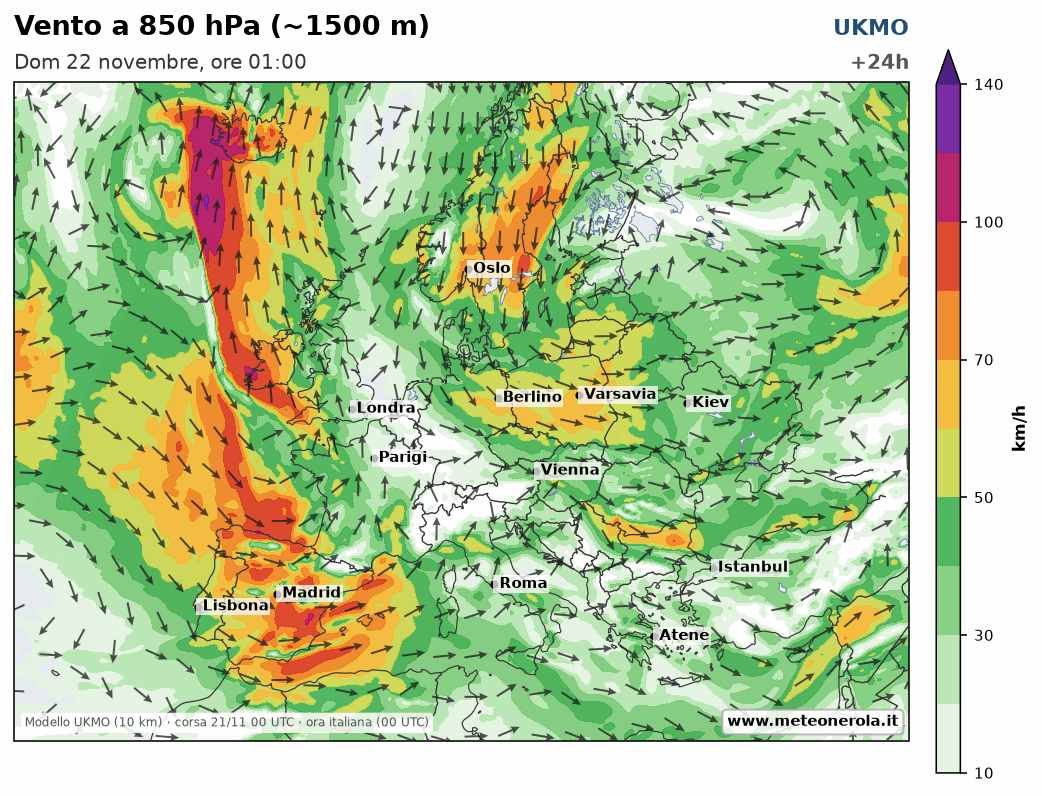 Vento a 850 hPa (~1500 m)
UKMO
Dom 22 novembre, ore 01:00
+24h
140
100
70
50
30
10
km/h
Oslo
Berlino
Varsavia
Kiev
Londra
Parigi
Vienna
Istanbul
Roma
Madrid
Lisbona
Atene
Modello UKMO (10 km) · corsa 21/11 00 UTC · ora italiana (00 UTC)
www.meteonerola.it